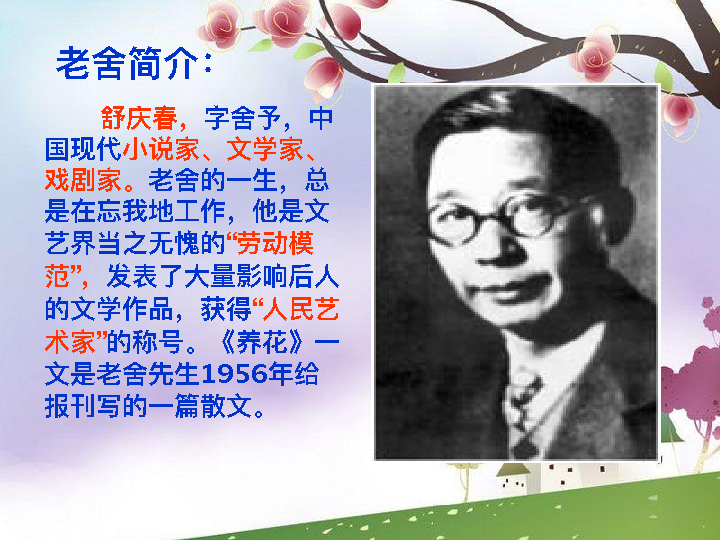 老舍简介：
舒庆春，字舍予，中
国现代小说家、文学家、
戏剧家。老舍的一生，总
是在忘我地工作，他是文
艺界当之无愧的“劳动模
范”，发表了大量影响后人
的文学作品，获得“人民艺
术家”的称号。《养花》一
文是老舍先生1956年给
报刊写的一篇散文。